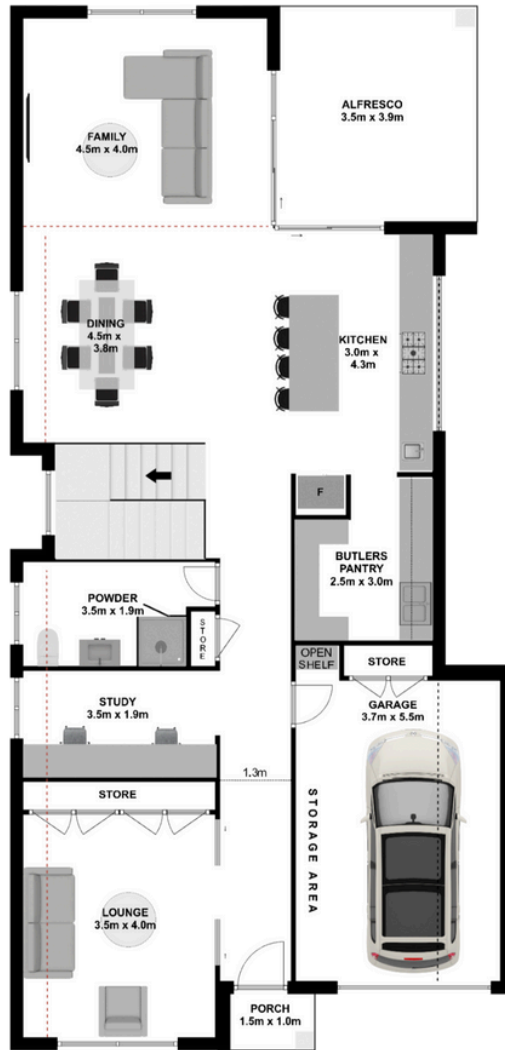 FAMILY
4.5m x 4.0m
ALFRESCO
3.5m x 3.9m
DINING
4.5m x
3.8m
KITCHEN
3.0m x
4.3m
F
BUTLERS
PANTRY
2.5m x 3.0m
POWDER
3.5m x 1.9m
STORE
OPEN
SHELF
STORE
STUDY
3.5m x 1.9m
GARAGE
3.7m x 5.5m
1.3m
STORE
STORAGE AREA
LOUNGE
3.5m x 4.0m
PORCH
1.5m x 1.0m